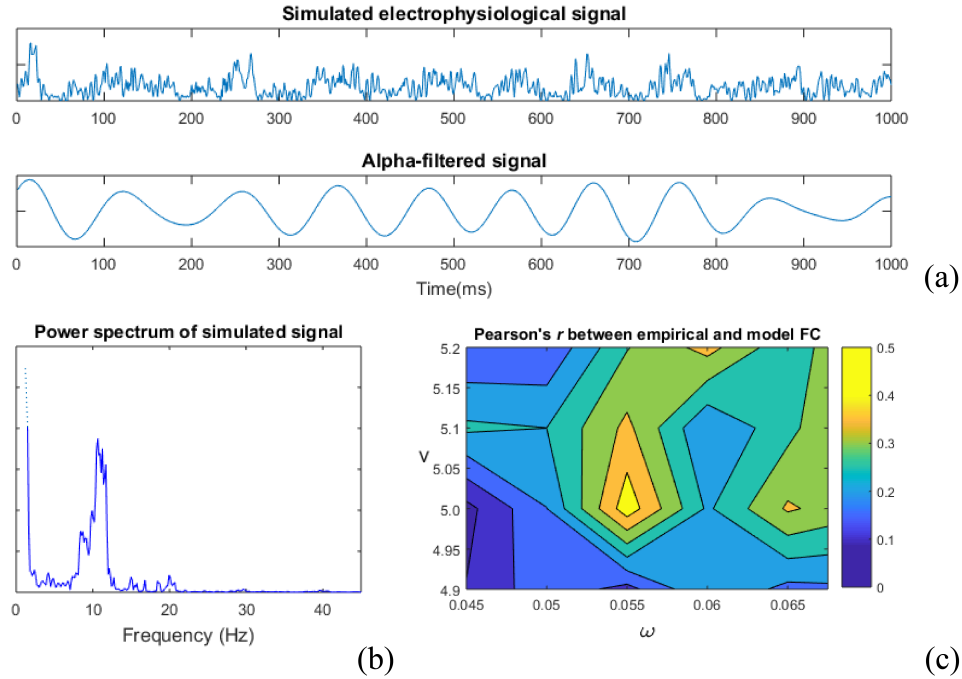 Simulated electrophysiological signal
0 100 200 300 400 500 600 700 800 900 1000
Alpha-filtered signal
0 100 200 300 400 500 600 700 800 900 1000
Time(ms)
(a)
Power spectrum of simulated signal
0 10 20 30 40
Frequency (Hz)
(b)
Pearson's r between empirical and model FC
5.2
5.15
5.1
5.05
5.0
4.95
4.9
v
0.045 0.05 0.055 0.06 0.065
ω
0.5
0.4
0.3
0.2
0.1
0
(c)